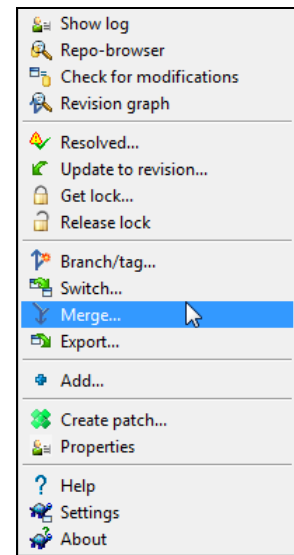 Show log
Repo-browser
Check for modifications
Revision graph
Resolved...
Update to revision...
Get lock...
Release lock
Branch/tag...
Switch...
Merge...
Export...
Add...
Create patch...
Properties
Help
Settings
About